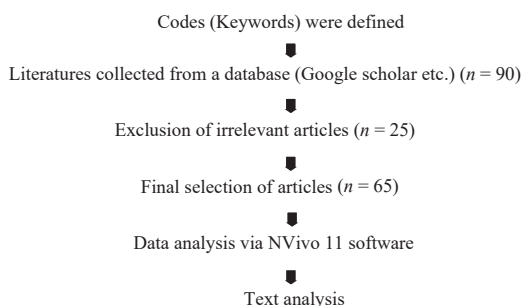 Codes (Keywords) were defined
Literatures collected from a database (Google scholar etc.) (n = 90)
Exclusion of irrelevant articles (n = 25)
Final selection of articles (n = 65)
Data analysis via NVivo 11 software
Text analysis